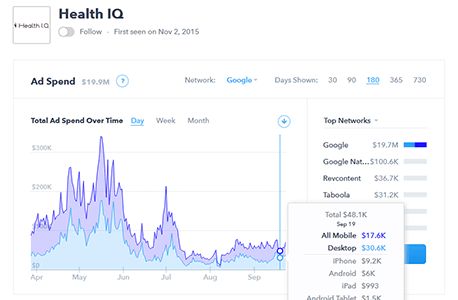 Health IQ
Health IQ
Follow • First seen on Nov 2, 2015
Ad Spend $19.9M ?
Network: Google Days Shown: 30 90 180 365 730
Total Ad Spend Over Time Day Week Month
Top Networks
$300K
$200K
$100K
Apr May Jun Jul Aug Sep
Google $19.7M
Google Nat... $100.6K
Revcontent $36.7K
Taboola $31.2K
Total $48.1K
Sep 19
All Mobile $17.6K
Desktop $30.6K
iPhone $9.2K
Android $6K
iPad $993
Android Tablet $1.5K